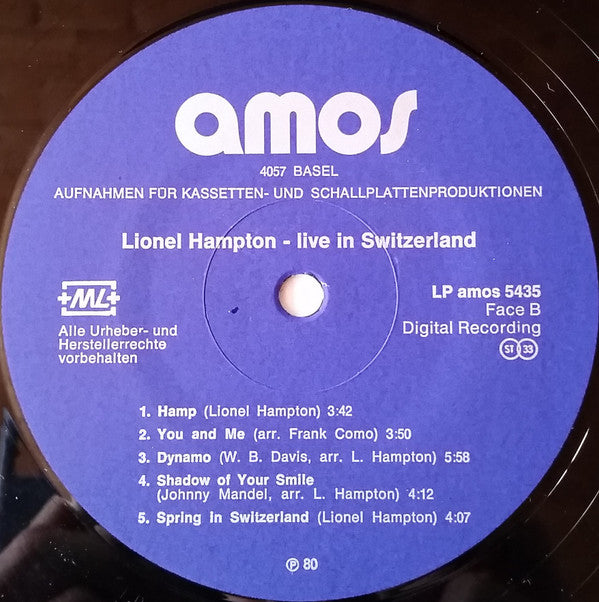 amos
4057 BASEL
AUFNAHMEN FÜR KASSETTEN- UND SCHALLPLATTENPRODUKTIONEN
Lionel Hampton - live in Switzerland
ML
Alle Urheber- und
Herstellerrechte
vorbehalten
LP amos 5435
Face B
Digital Recording
ST 33
1. Hamp (Lionel Hampton) 3:42
2. You and Me (arr. Frank Como) 3:50
3. Dynamo (W. B. Davis, arr. L. Hampton) 5:58
4. Shadow of Your Smile
(Johnny Mandel, arr. L. Hampton) 4:12
5. Spring in Switzerland (Lionel Hampton) 4:07
℗ 80